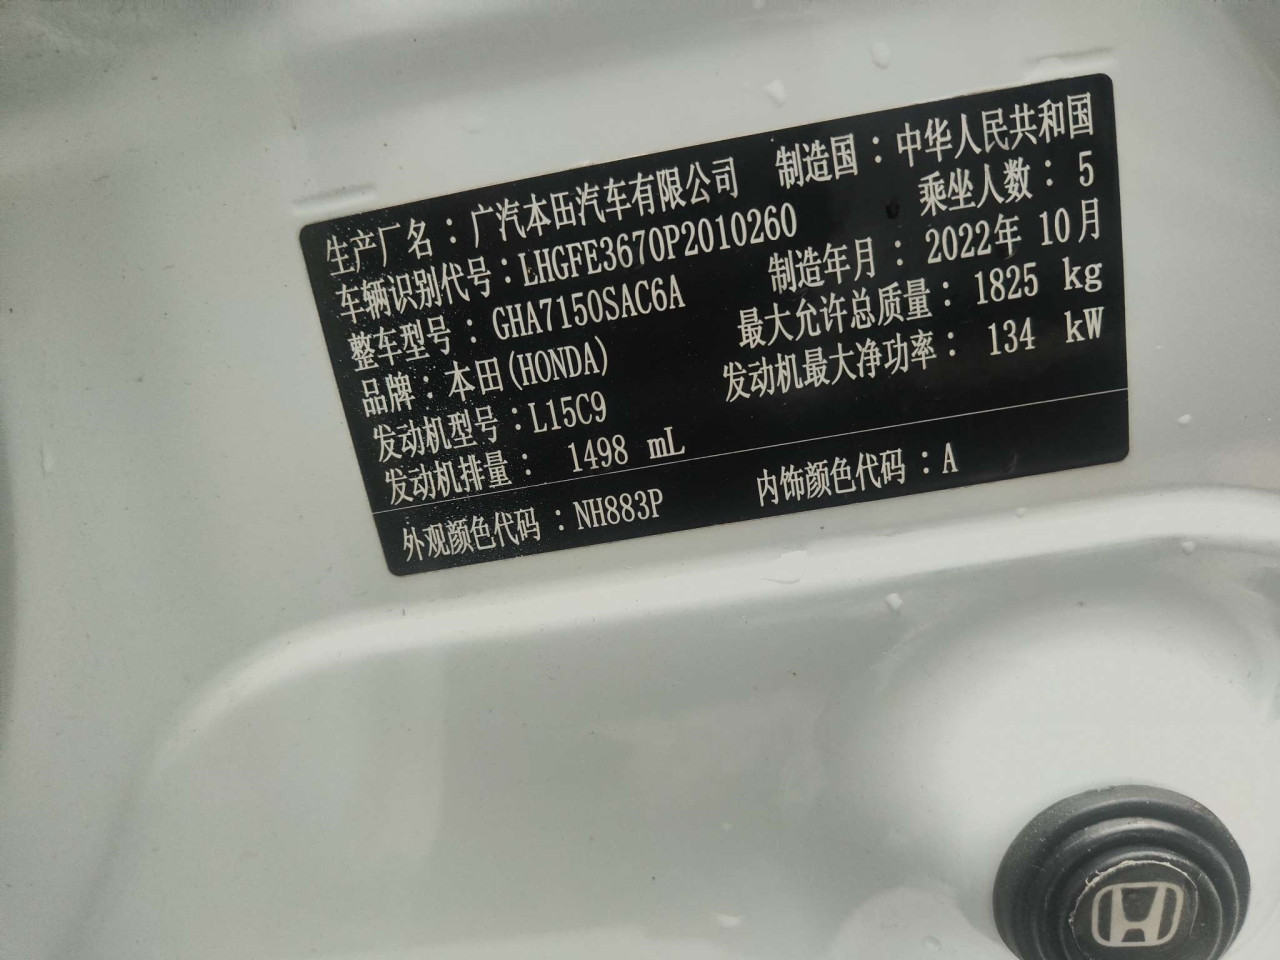 生产厂名：广汽本田汽车有限公司 制造国：中华人民共和国
车辆识别代号：LHGFE3670P2010260 乘坐人数：5
整车型号：GHA7150SAC6A 制造年月：2022年 10月
品牌：本田(HONDA) 最大允许总质量：1825 kg
发动机型号：L15C9 发动机最大净功率：134 kW
发动机排量：1498 mL
外观颜色代码：NH883P 内饰颜色代码：A